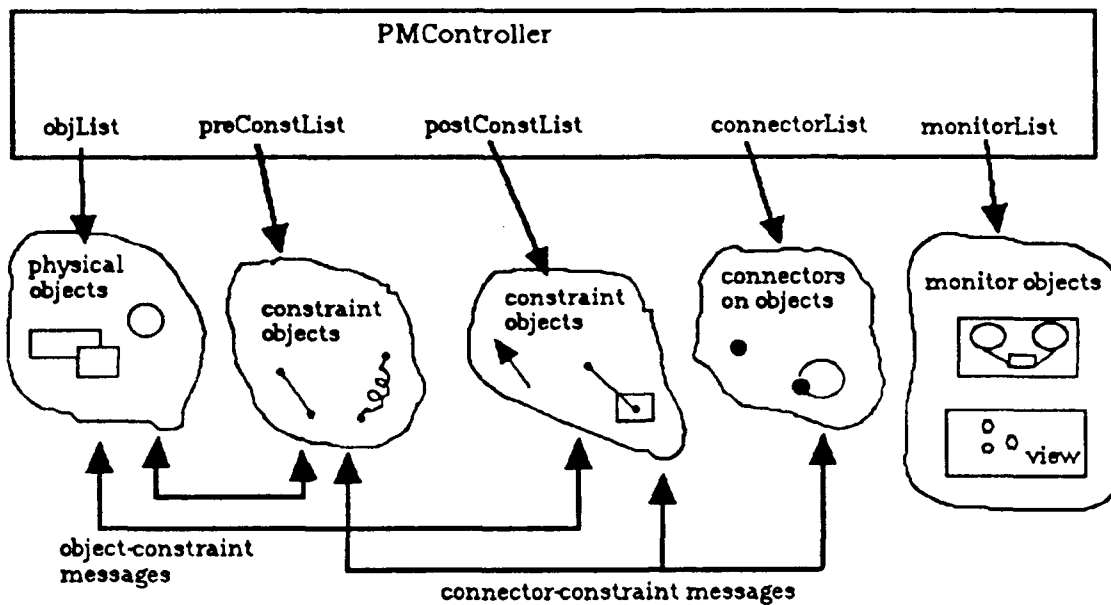 PMController
objList
preConstList
postConstList
connectorList
monitorList
physical
objects
constraint
objects
constraint
objects
connectors
on objects
monitor objects
view
object-constraint
messages
connector-constraint messages